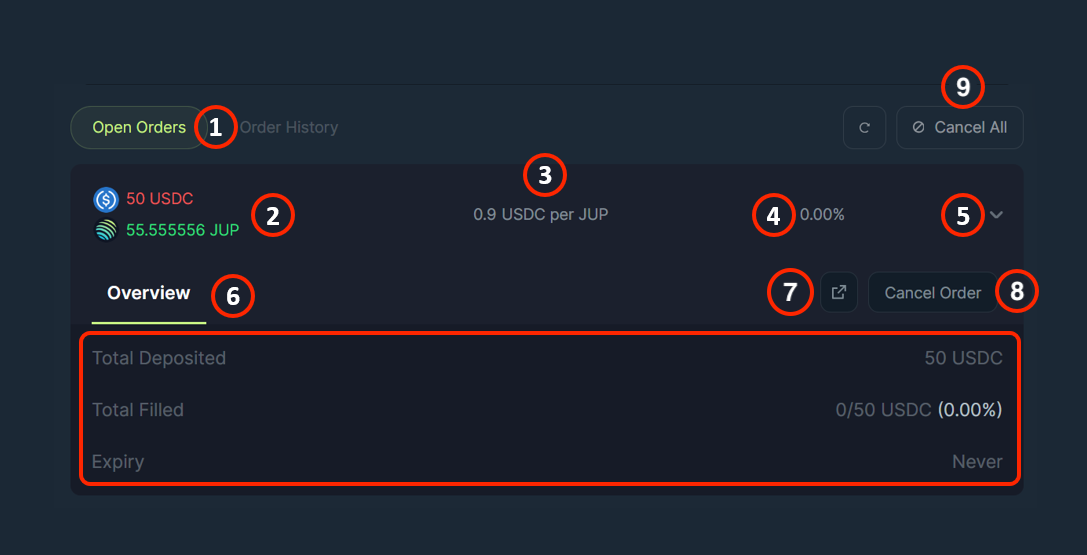 9
Open Orders 1 Order History Cancel All
3
50 USDC
2 0.9 USDC per JUP 4 0.00% 5
55.555556 JUP
Overview 6 7 Cancel Order 8
Total Deposited 50 USDC
Total Filled 0/50 USDC (0.00%)
Expiry Never